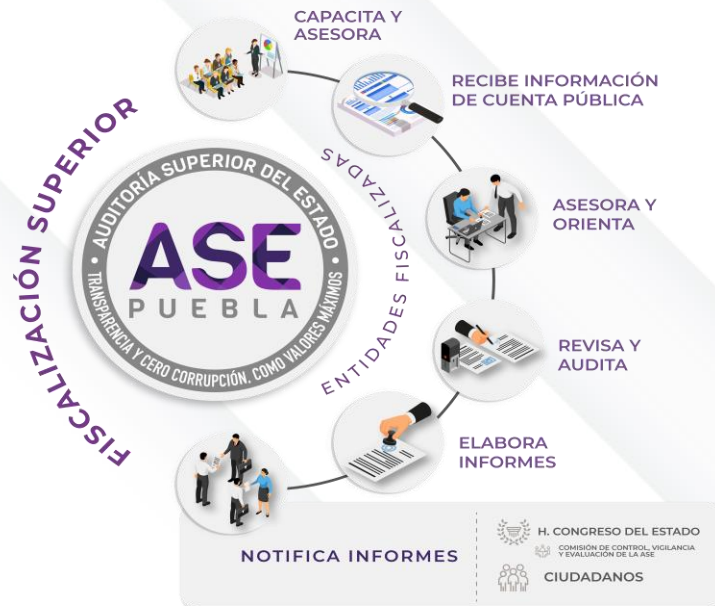 CAPACITA Y
ASESORA
RECIBE INFORMACIÓN
DE CUENTA PÚBLICA
ASESORA Y
ORIENTA
REVISA Y
AUDITA
ELABORA
INFORMES
FISCALIZACIÓN SUPERIOR
AUDITORÍA SUPERIOR DEL ESTADO
ASE
PUEBLA
TRANSPARENCIA Y CERO CORRUPCIÓN, COMO VALORES MÁXIMOS
ENTIDADES FISCALIZADAS
NOTIFICA INFORMES
H. CONGRESO DEL ESTADO
COMISIÓN DE CONTROL, VIGILANCIA
Y EVALUACIÓN DE LA ASE
CIUDADANOS